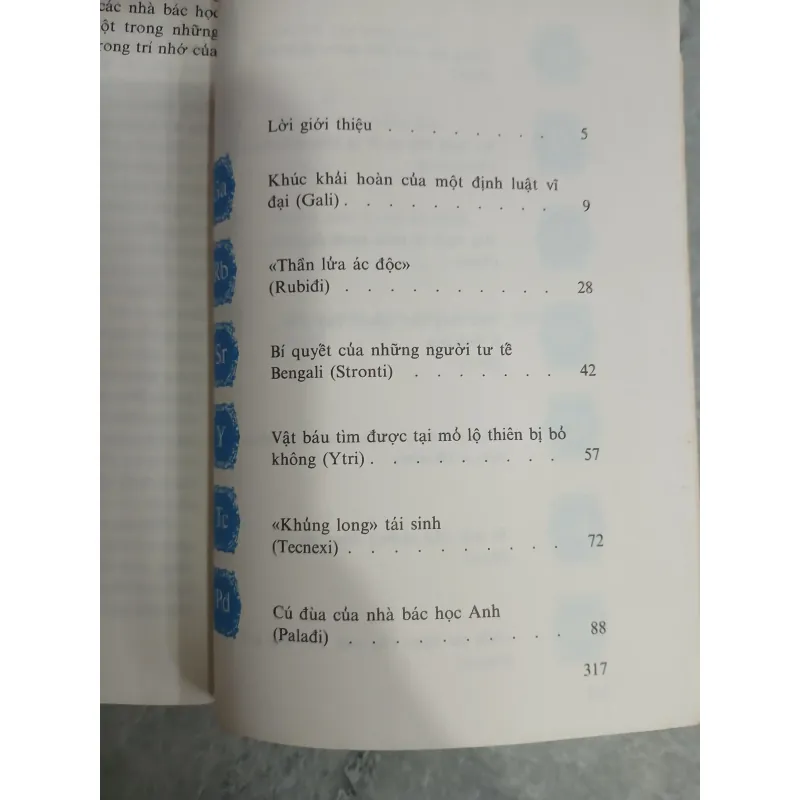 các nhà bác học
ột trong những
rong trí nhớ của
Lời giới thiệu . . . . . . . . 5
Khúc khải hoàn của một định luật vĩ
đại (Gali) . . . . . . . . . . 9
«Thần lửa ác độc»
(Rubiđi) . . . . . . . . . . 28
Bí quyết của những người tư tế
Bengali (Stronti) . . . . . . . 42
Vật báu tìm được tại mỏ lộ thiên bị bỏ
không (Ytri) . . . . . . . . . 57
«Khủng long» tái sinh
(Tecnexi) . . . . . . . . . . 72
Cú đùa của nhà bác học Anh
(Palađi) . . . . . . . . . . 88
317
Ga
Rb
Sr
Y
Tc
Pd